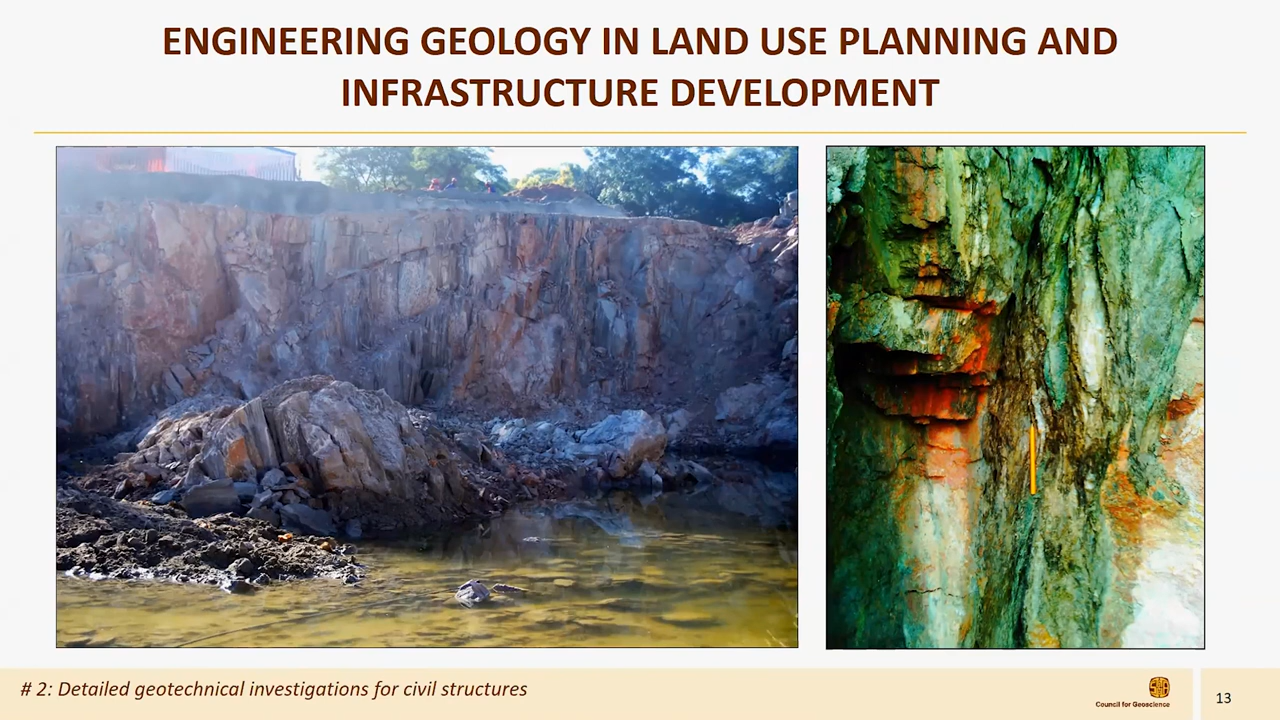 ENGINEERING GEOLOGY IN LAND USE PLANNING AND
INFRASTRUCTURE DEVELOPMENT
# 2: Detailed geotechnical investigations for civil structures
Council for Geoscience
13